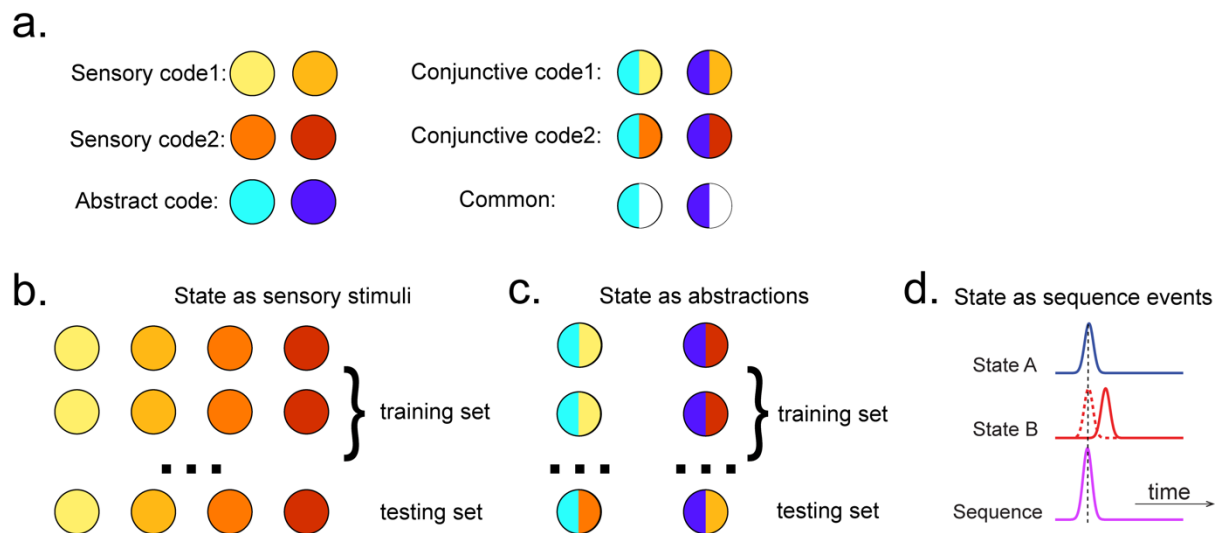 a.
Sensory code1:
Conjunctive code1:
Sensory code2:
Conjunctive code2:
Abstract code:
Common:
b.
State as sensory stimuli
training set
testing set
c.
State as abstractions
training set
testing set
d.
State as sequence events
State A
State B
Sequence
time